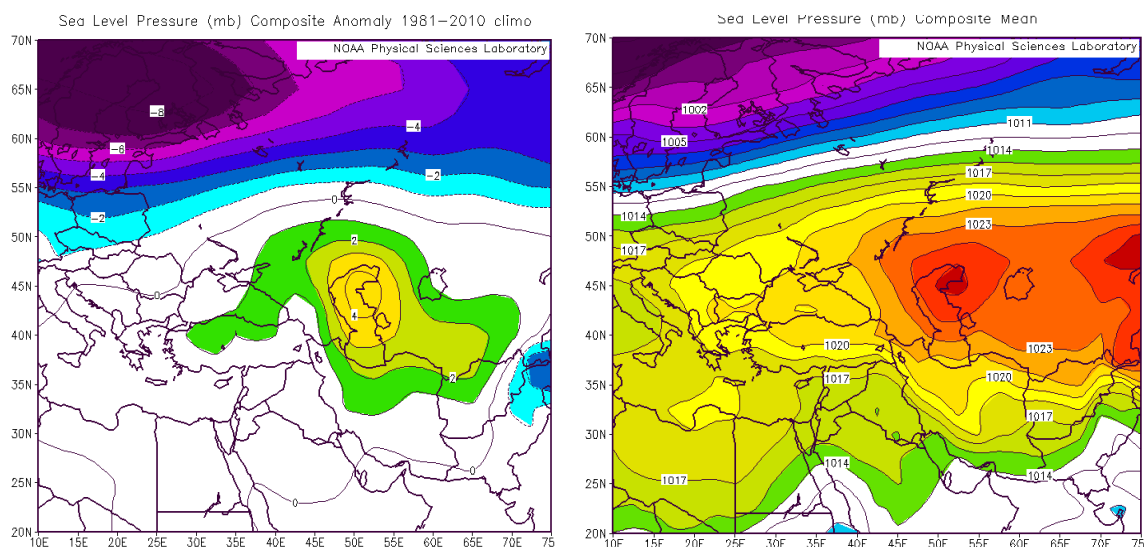 Sea Level Pressure (mb) Composite Anomaly 1981-2010 climo
NOAA Physical Sciences Laboratory
70N
65N
60N
55N
50N
45N
40N
35N
30N
25N
20N
10E 15E 20E 25E 30E 35E 40E 45E 50E 55E 60E 65E 70E 75
-8
-6
-4
-4
-2
-2
0
2
0
4
2
0
0
Sea Level Pressure (mb) Composite Mean
NOAA Physical Sciences Laboratory
70N
65N
60N
55N
50N
45N
40N
35N
30N
25N
20N
10E 15E 20E 25E 30E 35E 40E 45E 50E 55E 60E 65E 70E 75
1002
1011
1005
1014
1017
1014
1020
1017
1023
1020
1023
1017
1020
1017
1014
1014
1017